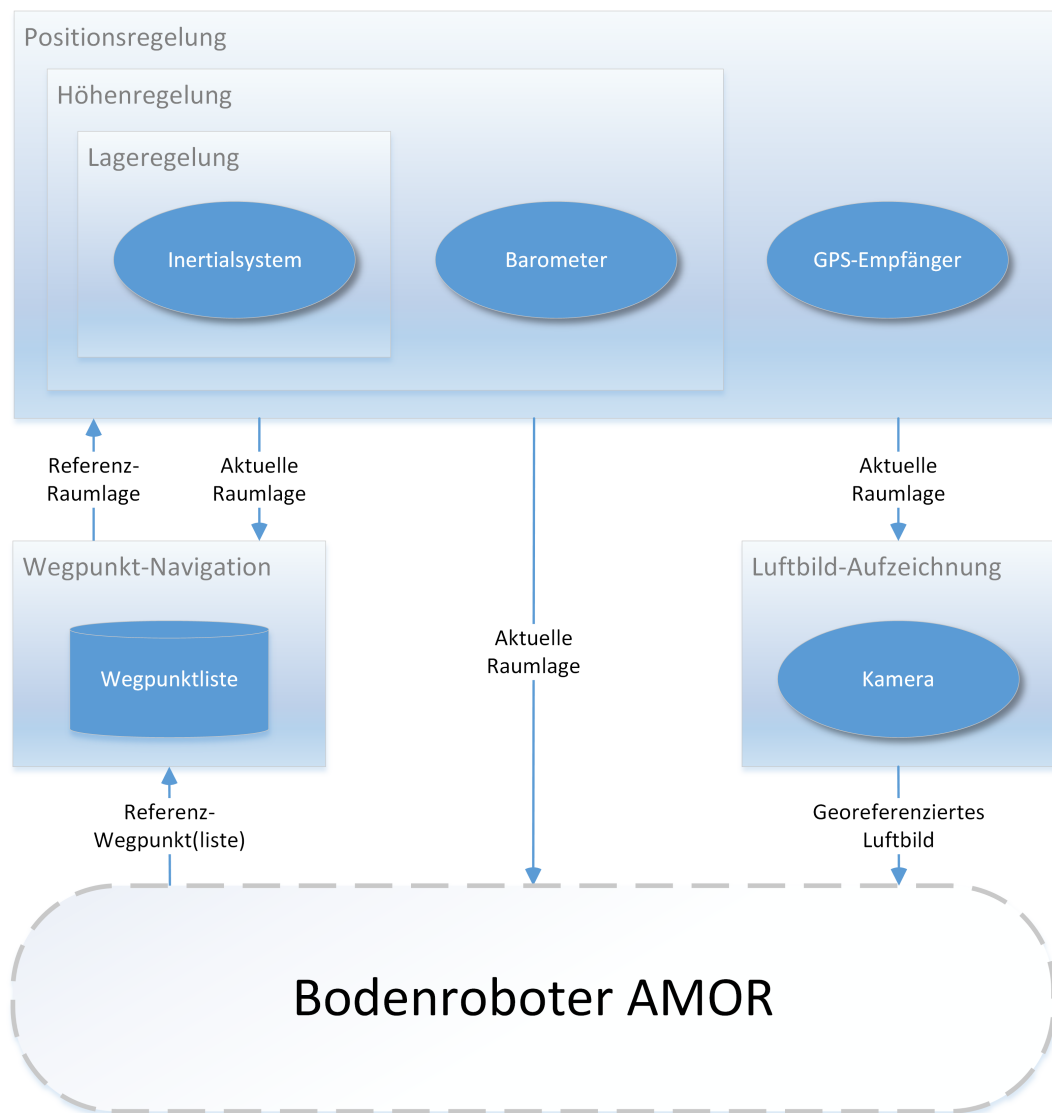 Positionsregelung
Höhenregelung
Lageregelung
Inertialsystem
Barometer
GPS-Empfänger
Referenz-
Raumlage
Aktuelle
Raumlage
Aktuelle
Raumlage
Wegpunkt-Navigation
Wegpunktliste
Aktuelle
Raumlage
Luftbild-Aufzeichnung
Kamera
Referenz-
Wegpunkt(liste)
Georeferenziertes
Luftbild
Bodenroboter AMOR